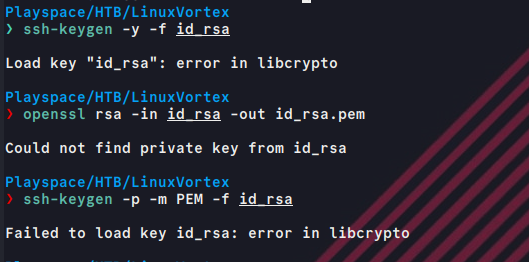 Playspace/HTB/LinuxVortex
❯ ssh-keygen -y -f id_rsa
Load key "id_rsa": error in libcrypto
Playspace/HTB/LinuxVortex
❯ openssl rsa -in id_rsa -out id_rsa.pem
Could not find private key from id_rsa
Playspace/HTB/LinuxVortex
❯ ssh-keygen -p -m PEM -f id_rsa
Failed to load key id_rsa: error in libcrypto